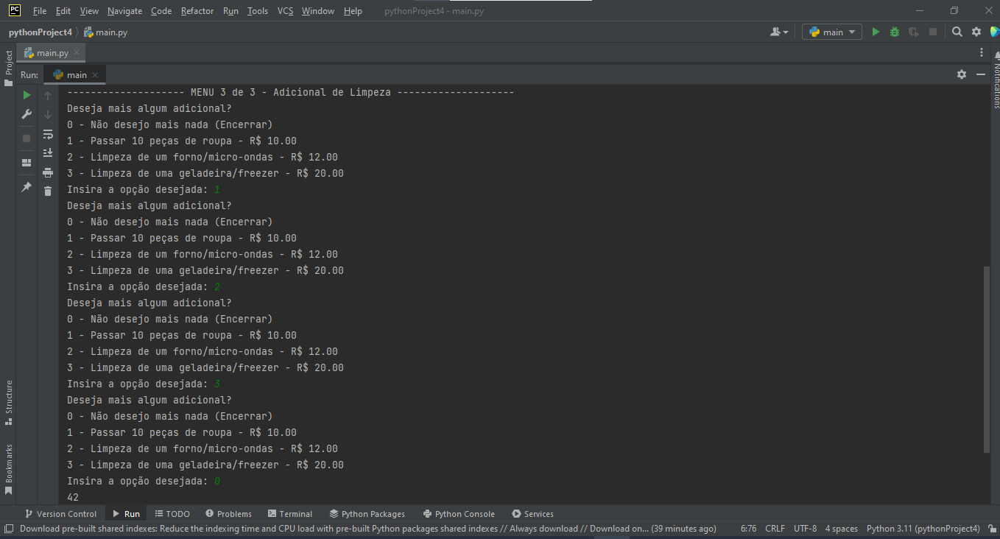 PC File Edit View Navigate Code Refactor Run Tools VCS Window Help pythonProject4 - main.py
pythonProject4 main.py main
Project main.py
Notifications
Run: main
-------------------- MENU 3 de 3 - Adicional de Limpeza --------------------
Deseja mais algum adicional?
0 - Não desejo mais nada (Encerrar)
1 - Passar 10 peças de roupa - R$ 10.00
2 - Limpeza de um forno/micro-ondas - R$ 12.00
3 - Limpeza de uma geladeira/freezer - R$ 20.00
Insira a opção desejada: 1
Deseja mais algum adicional?
0 - Não desejo mais nada (Encerrar)
1 - Passar 10 peças de roupa - R$ 10.00
2 - Limpeza de um forno/micro-ondas - R$ 12.00
3 - Limpeza de uma geladeira/freezer - R$ 20.00
Insira a opção desejada: 2
Deseja mais algum adicional?
0 - Não desejo mais nada (Encerrar)
1 - Passar 10 peças de roupa - R$ 10.00
2 - Limpeza de um forno/micro-ondas - R$ 12.00
3 - Limpeza de uma geladeira/freezer - R$ 20.00
Insira a opção desejada: 3
Deseja mais algum adicional?
0 - Não desejo mais nada (Encerrar)
1 - Passar 10 peças de roupa - R$ 10.00
2 - Limpeza de um forno/micro-ondas - R$ 12.00
3 - Limpeza de uma geladeira/freezer - R$ 20.00
Insira a opção desejada: 0
42
Structure
Bookmarks
Version Control Run TODO Problems Terminal Python Packages Python Console Services
Download pre-built shared indexes: Reduce the indexing time and CPU load with pre-built Python packages shared indexes // Always download // Download on... (39 minutes ago) 6:76 CRLF UTF-8 4 spaces Python 3.11 (pythonProject4)